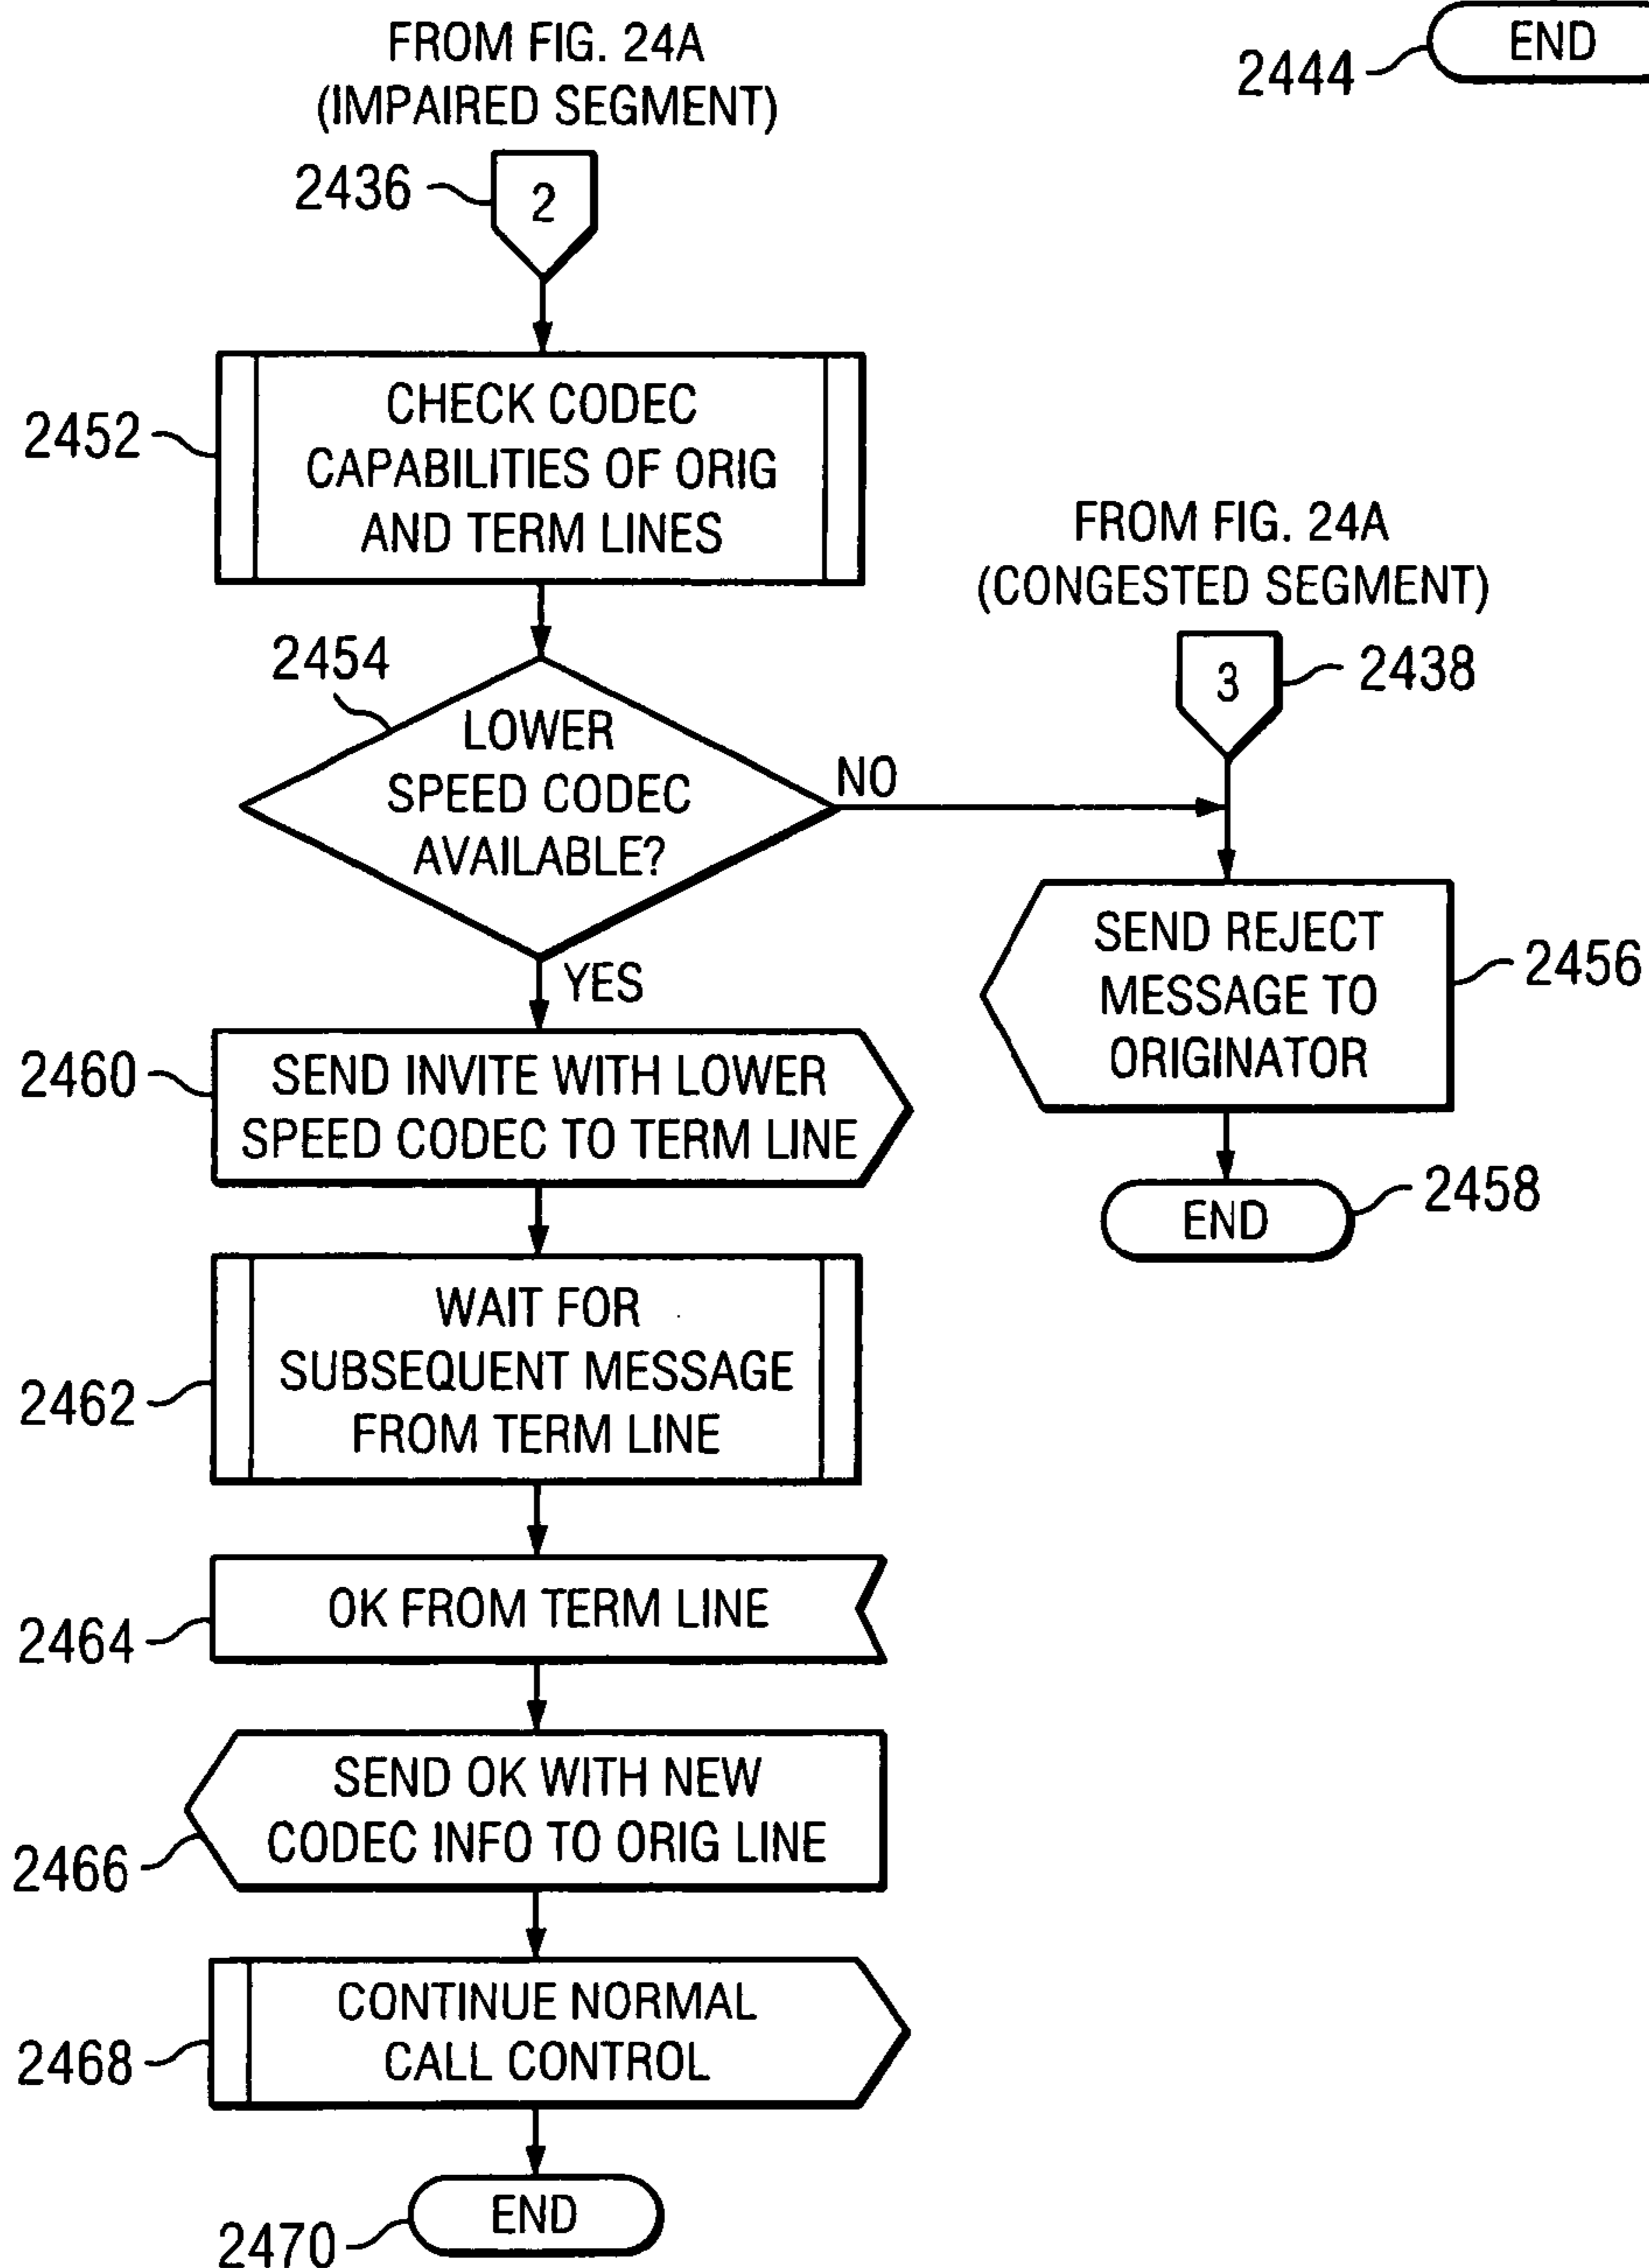 FROM FIG. 24A
(IMPAIRED SEGMENT)
2436
2
2444
END
2452
CHECK CODEC
CAPABILITIES OF ORIG
AND TERM LINES
FROM FIG. 24A
(CONGESTED SEGMENT)
3
2438
2454
LOWER
SPEED CODEC
AVAILABLE?
NO
YES
SEND REJECT
MESSAGE TO
ORIGINATOR
2456
END
2458
2460
SEND INVITE WITH LOWER
SPEED CODEC TO TERM LINE
2462
WAIT FOR
SUBSEQUENT MESSAGE
FROM TERM LINE
2464
OK FROM TERM LINE
2466
SEND OK WITH NEW
CODEC INFO TO ORIG LINE
2468
CONTINUE NORMAL
CALL CONTROL
2470
END